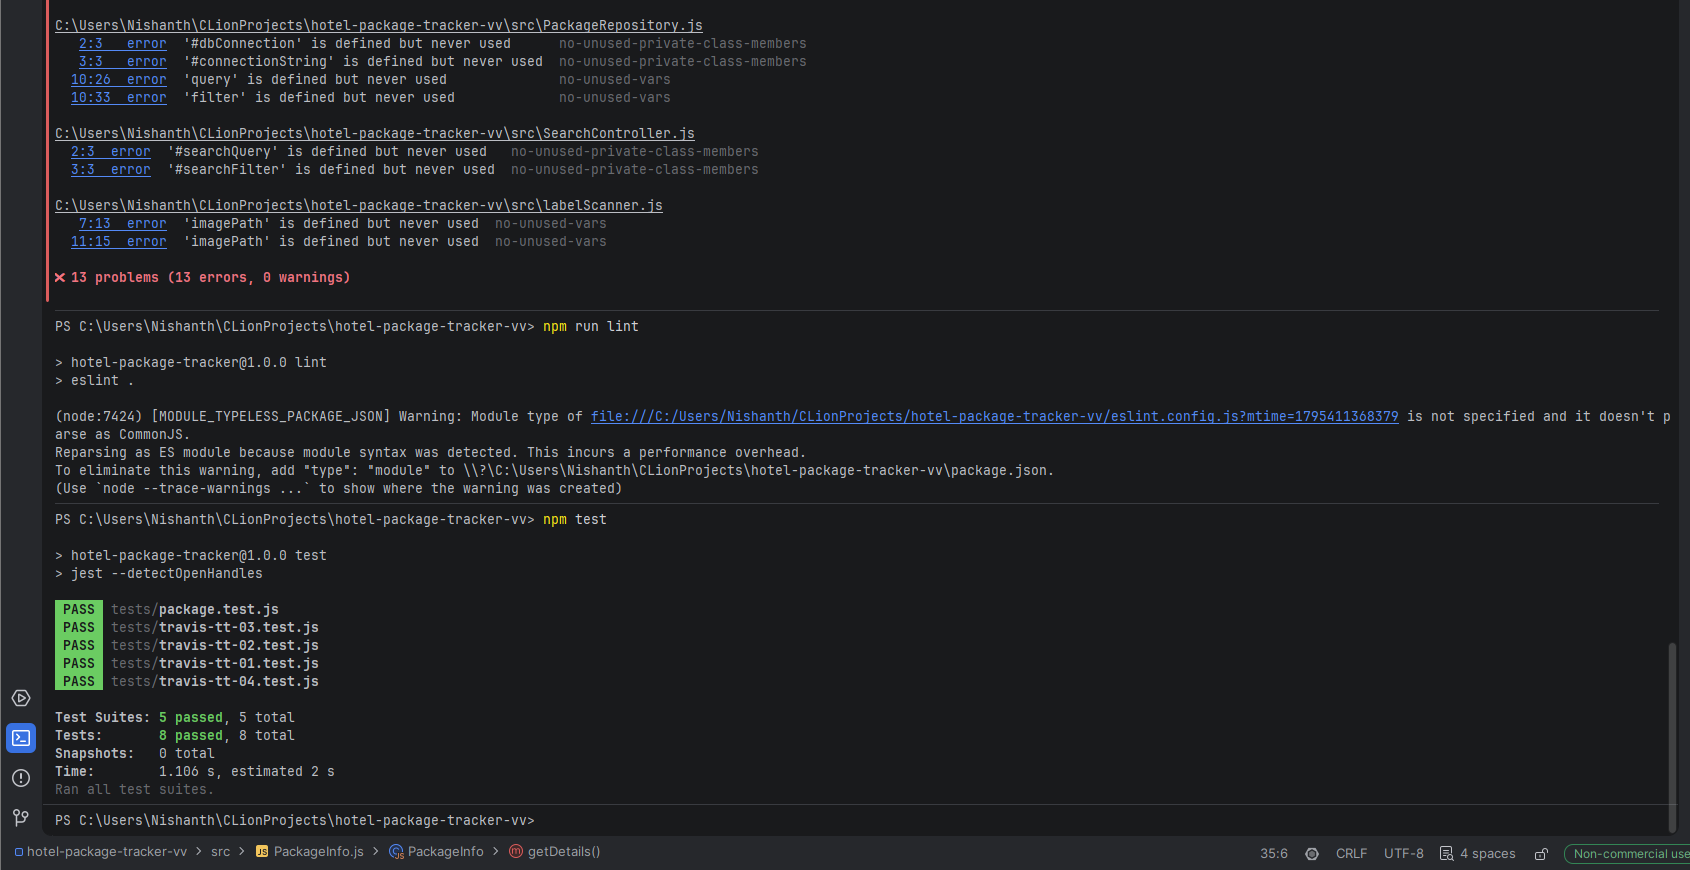 C:\Users\Nishanth\CLionProjects\hotel-package-tracker-vv\src\PackageRepository.js
2:3 error '#dbConnection' is defined but never used no-unused-private-class-members
3:3 error '#connectionString' is defined but never used no-unused-private-class-members
10:26 error 'query' is defined but never used no-unused-vars
10:33 error 'filter' is defined but never used no-unused-vars
C:\Users\Nishanth\CLionProjects\hotel-package-tracker-vv\src\SearchController.js
2:3 error '#searchQuery' is defined but never used no-unused-private-class-members
3:3 error '#searchFilter' is defined but never used no-unused-private-class-members
C:\Users\Nishanth\CLionProjects\hotel-package-tracker-vv\src\labelScanner.js
7:13 error 'imagePath' is defined but never used no-unused-vars
11:15 error 'imagePath' is defined but never used no-unused-vars
✖ 13 problems (13 errors, 0 warnings)
PS C:\Users\Nishanth\CLionProjects\hotel-package-tracker-vv> npm run lint
> hotel-package-tracker@1.0.0 lint
> eslint .
(node:7424) [MODULE_TYPELESS_PACKAGE_JSON] Warning: Module type of file:///C:/Users/Nishanth/CLionProjects/hotel-package-tracker-vv/eslint.config.js?mtime=1795411368379 is not specified and it doesn't p
arse as CommonJS.
Reparsing as ES module because module syntax was detected. This incurs a performance overhead.
To eliminate this warning, add "type": "module" to \\?\C:\Users\Nishanth\CLionProjects\hotel-package-tracker-vv\package.json.
(Use `node --trace-warnings ...` to show where the warning was created)
PS C:\Users\Nishanth\CLionProjects\hotel-package-tracker-vv> npm test
> hotel-package-tracker@1.0.0 test
> jest --detectOpenHandles
PASS tests/package.test.js
PASS tests/travis-tt-03.test.js
PASS tests/travis-tt-02.test.js
PASS tests/travis-tt-01.test.js
PASS tests/travis-tt-04.test.js
Test Suites: 5 passed, 5 total
Tests: 8 passed, 8 total
Snapshots: 0 total
Time: 1.106 s, estimated 2 s
Ran all test suites.
PS C:\Users\Nishanth\CLionProjects\hotel-package-tracker-vv>
hotel-package-tracker-vv > src > JS PackageInfo.js > PackageInfo > m getDetails() 35:6 CRLF UTF-8 4 spaces Non-commercial use